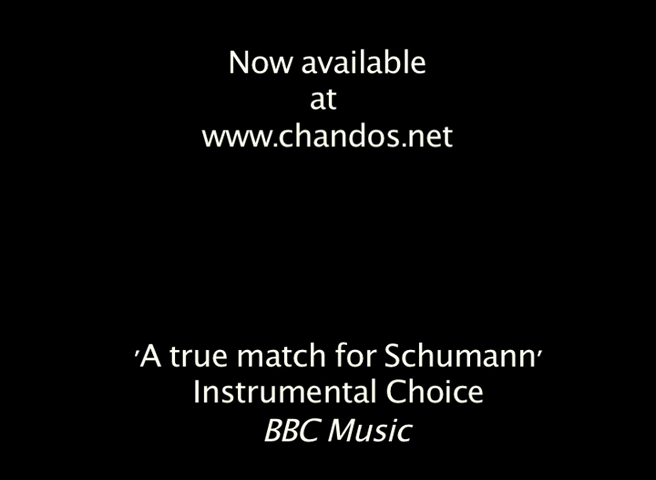 Now available
at
www.chandos.net
'A true match for Schumann'
Instrumental Choice
BBC Music